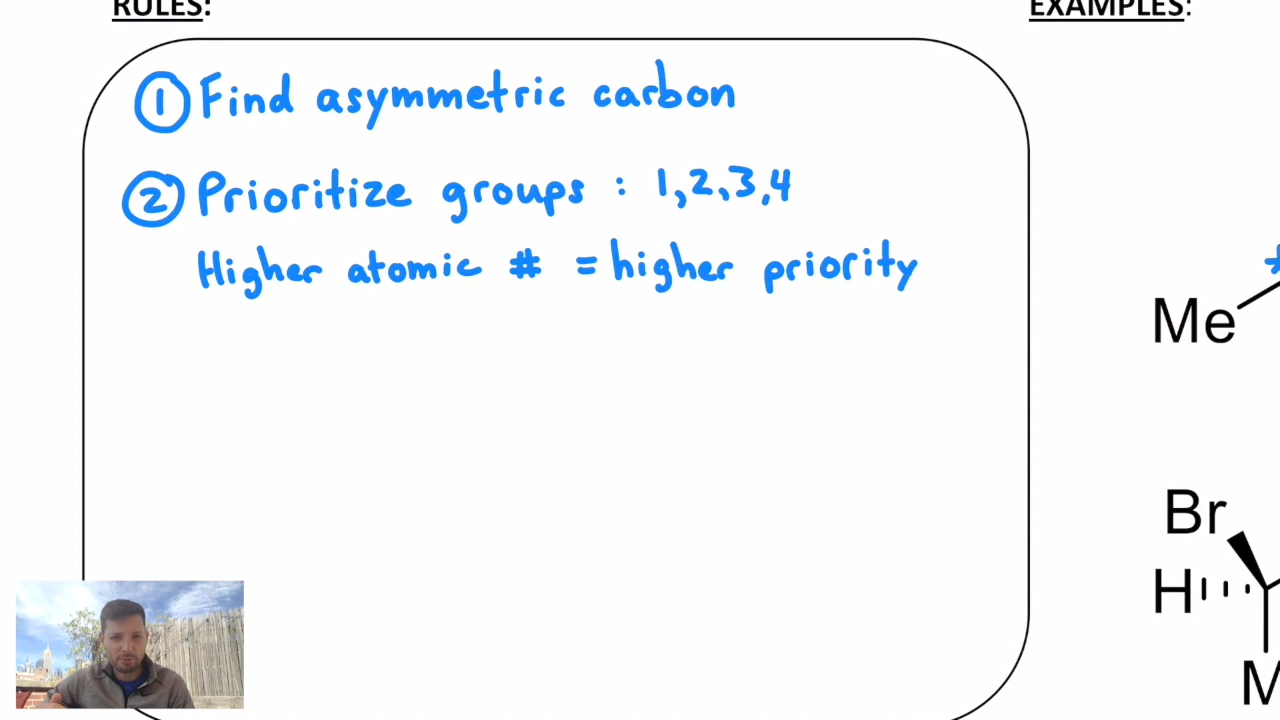 RULES:
EXAMPLES:
① Find asymmetric carbon
② Prioritize groups : 1,2,3,4
Higher atomic # = higher priority
*
Me
Br
H
M